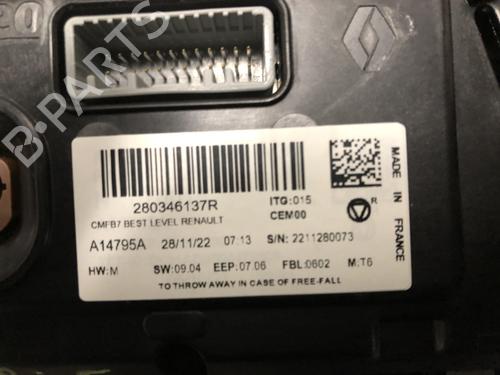 B-PARTS
280346137R
ITG:015
CMFB7 BEST LEVEL RENAULT
CEM00
R
A14795A 28/11/22 07.13 S/N: 2211280073
HW:M SW:09.04 EEP:07.06 FBL:0602 M:T6
TO THROW AWAY IN CASE OF FREE-FALL
MADE IN FRANCE